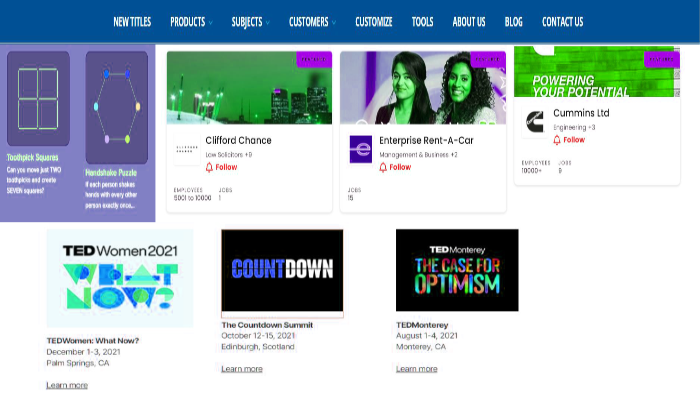 NEW TITLES PRODUCTS SUBJECTS CUSTOMERS CUSTOMIZE TOOLS ABOUT US BLOG CONTACT US
Toothpick Squares
Can you move just TWO
toothpicks and create
SEVEN squares?
Handshake Puzzle
If each person shakes
hands with every other
person exactly once...
FEATURED
Clifford Chance
Law Solicitors +9
Follow
EMPLOYEES JOBS
5001 to 10000 1
FEATURED
Enterprise Rent-A-Car
Management & Business +2
Follow
JOBS
15
POWERING
YOUR POTENTIAL
FEATURED
Cummins Ltd
Engineering +3
Follow
EMPLOYEES JOBS
10000+ 0
TEDWomen2021
WHAT
NOW?
TEDWomen: What Now?
December 1-3, 2021
Palm Springs, CA
Learn more
COUNTDOWN
The Countdown Summit
October 12-15, 2021
Edinburgh, Scotland
Learn more
TEDMonterey
THE CASE FOR
OPTIMISM
TEDMonterey
August 1-4, 2021
Monterey, CA
Learn more